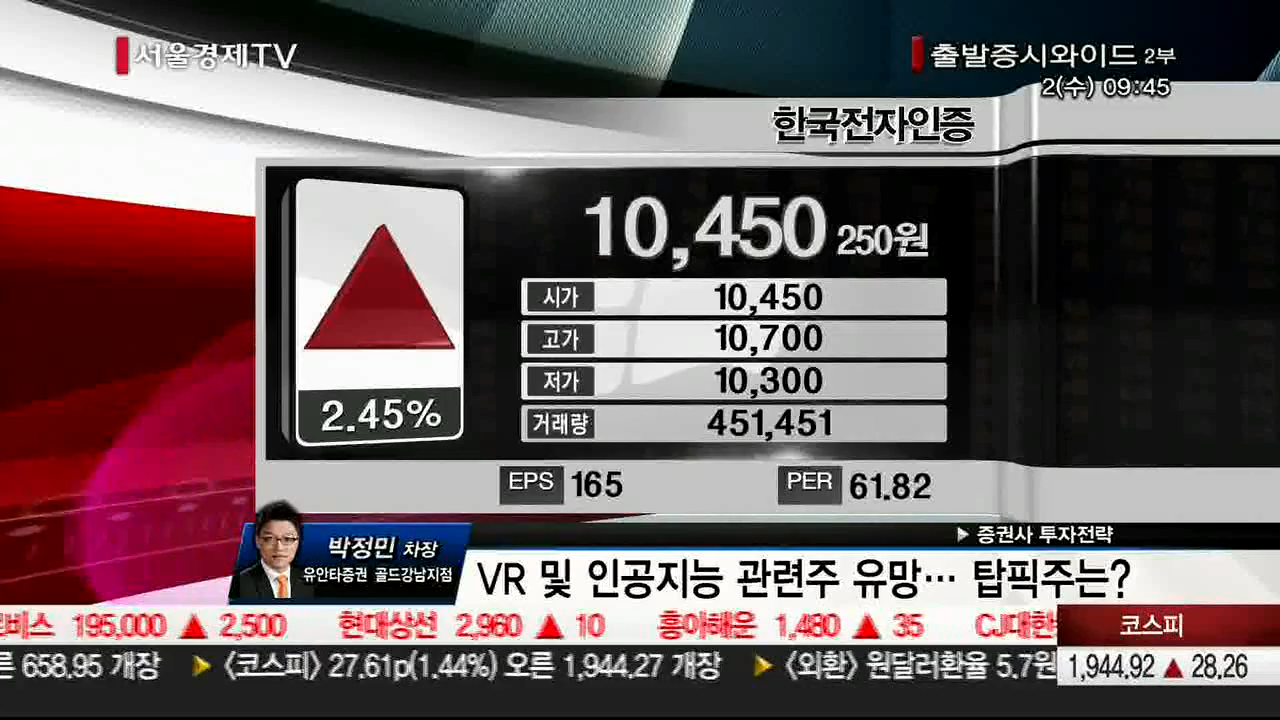 서울경제TV
출발증시와이드 2부
2(수) 09:45
한국전자인증
10,450 250원
2.45%
시가 10,450
고가 10,700
저가 10,300
거래량 451,451
EPS 165 PER 61.82
▶ 증권사 투자전략
박정민 차장
유안타증권 골드강남지점
VR 및 인공지능 관련주 유망… 탑픽주는?
비스 195,000 ▲ 2,500 현대상선 2,960 ▲ 10 흥아해운 1,480 ▲ 35 CJ대한
코스피
른 658.95 개장 ▶ 〈코스피〉 27.61p(1.44%) 오른 1,944.27 개장 ▶ 〈외환〉 원달러환율 5.7원
1,944.92 ▲ 28.26